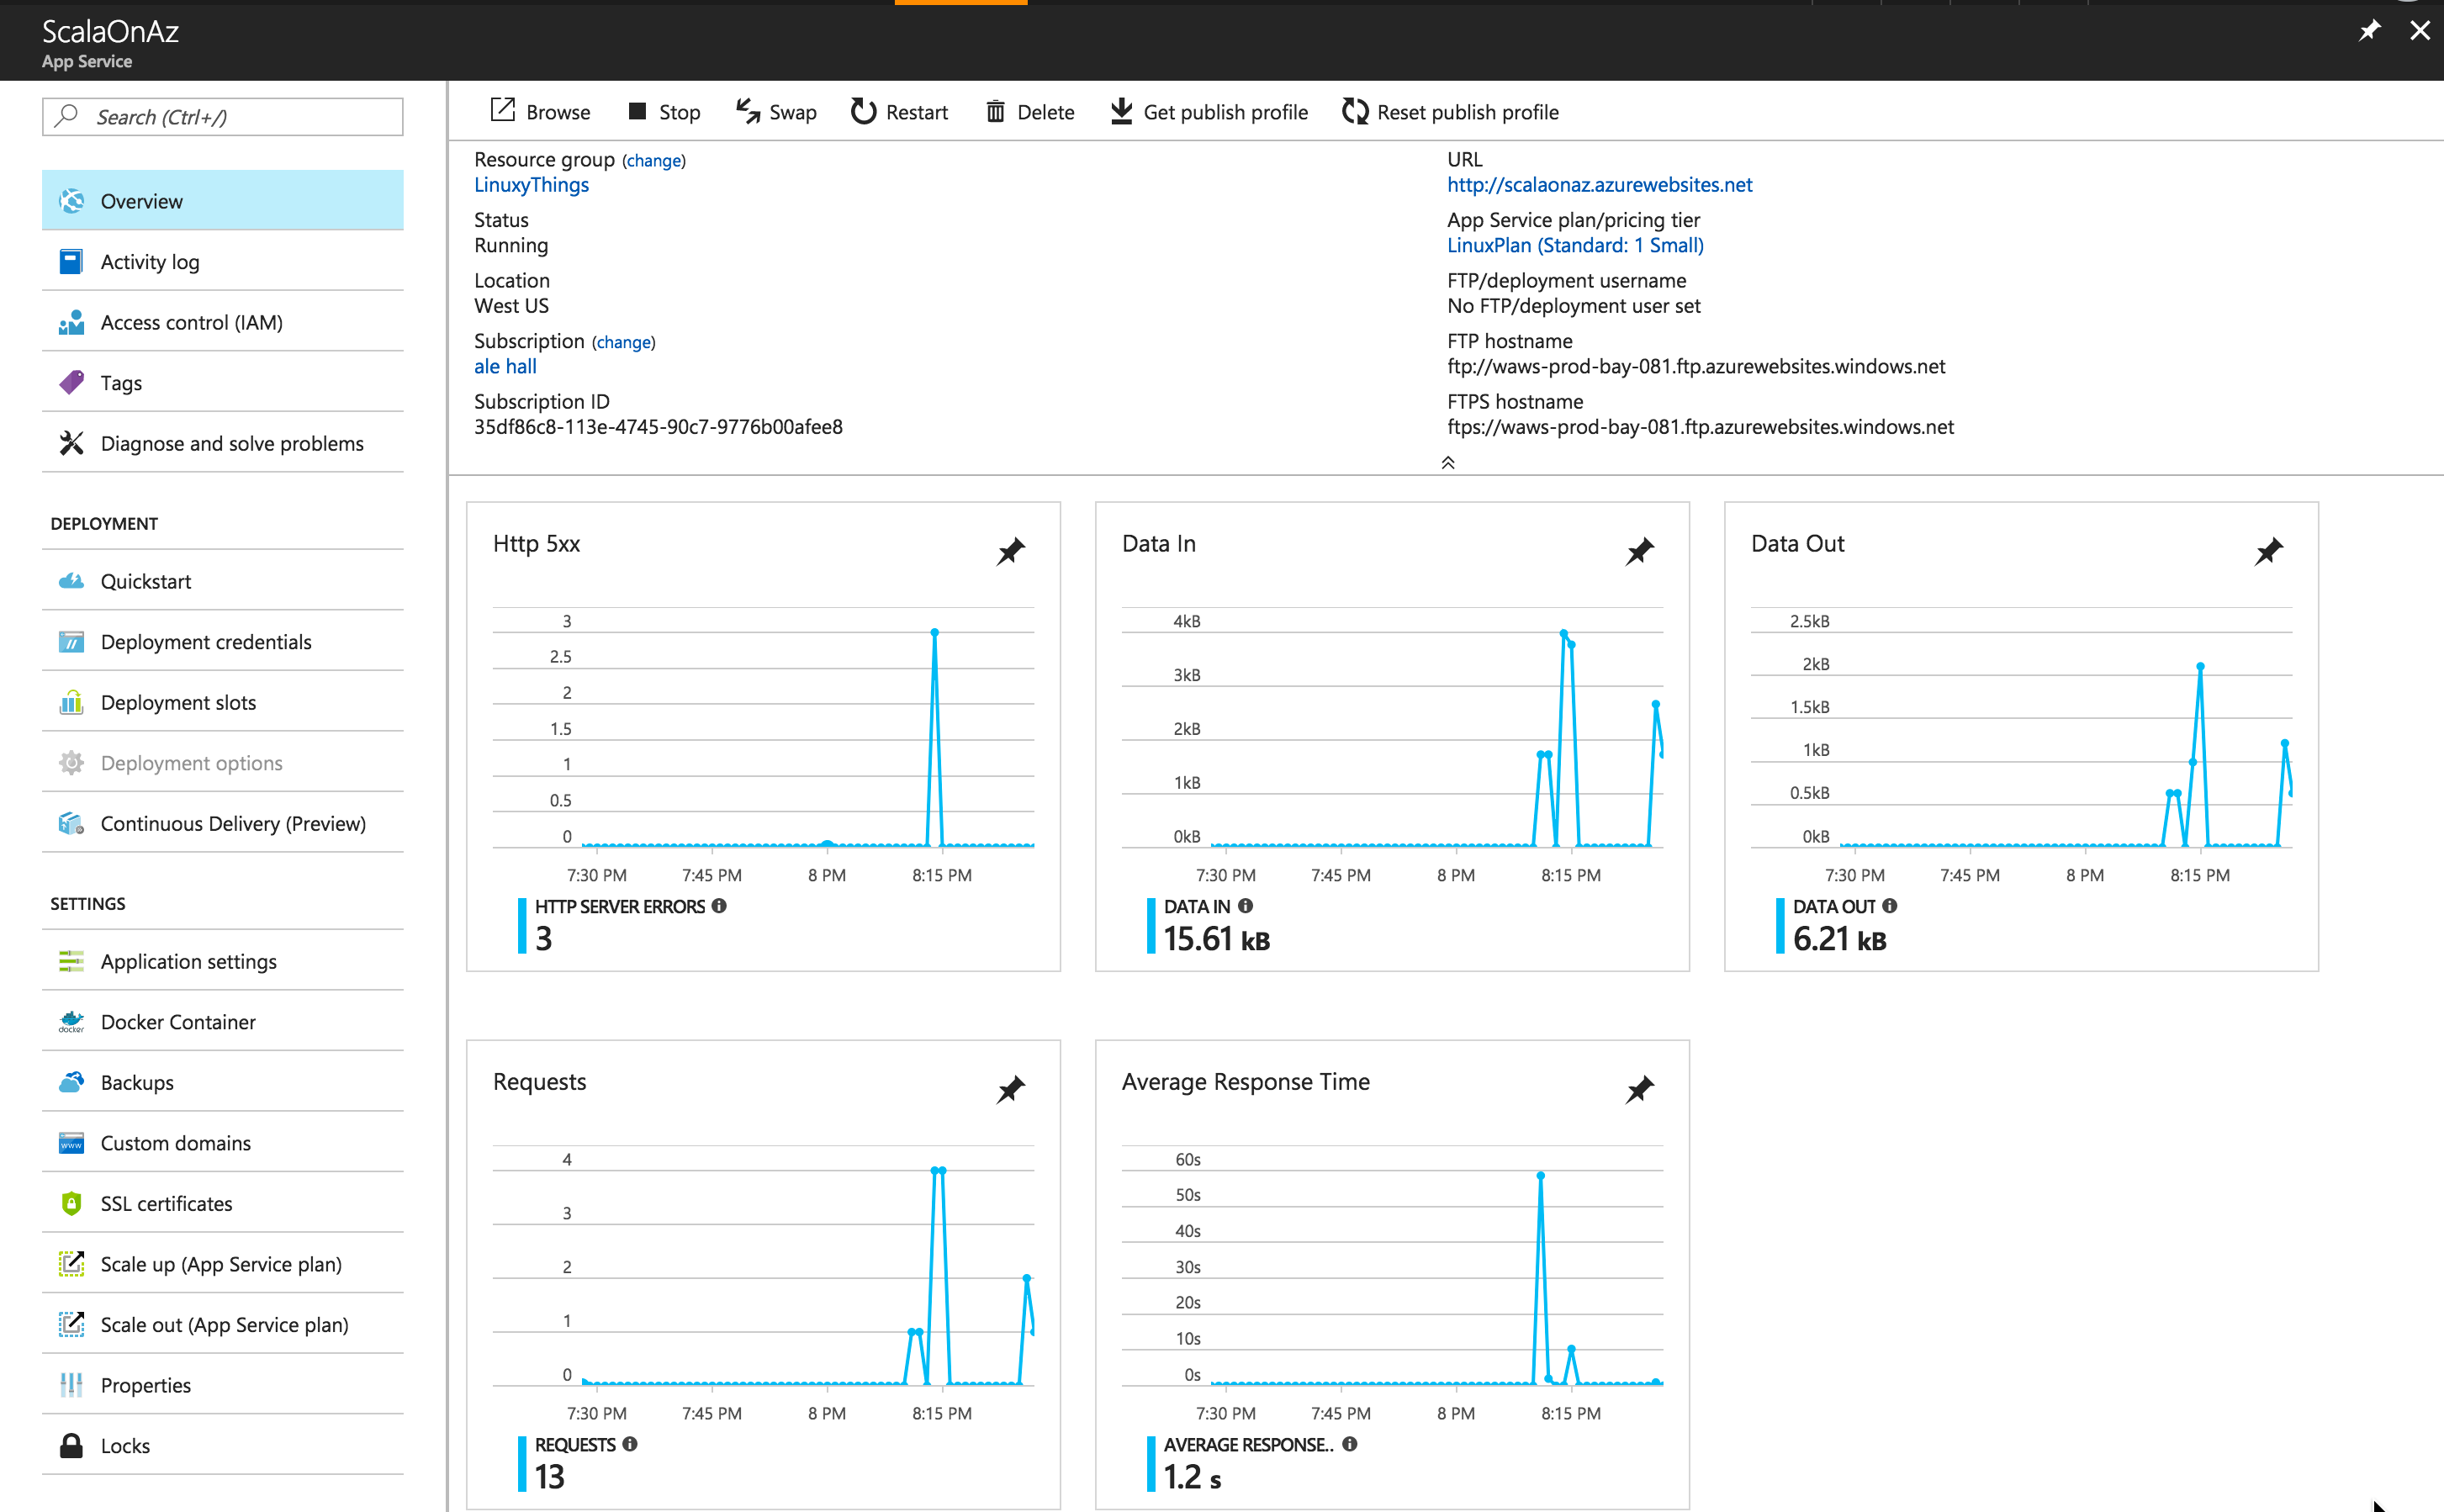 ScalaOnAz
App Service
Search (Ctrl+/)
Overview
Activity log
Access control (IAM)
Tags
Diagnose and solve problems
DEPLOYMENT
Quickstart
Deployment credentials
Deployment slots
Deployment options
Continuous Delivery (Preview)
SETTINGS
Application settings
docker
Docker Container
Backups
www
Custom domains
SSL certificates
Scale up (App Service plan)
Scale out (App Service plan)
Properties
Locks
Browse Stop Swap Restart Delete Get publish profile Reset publish profile
Resource group (change)
LinuxyThings
Status
Running
Location
West US
Subscription (change)
ale hall
Subscription ID
35df86c8-113e-4745-90c7-9776b00afee8
URL
http://scalaonaz.azurewebsites.net
App Service plan/pricing tier
LinuxPlan (Standard: 1 Small)
FTP/deployment username
No FTP/deployment user set
FTP hostname
ftp://waws-prod-bay-081.ftp.azurewebsites.windows.net
FTPS hostname
ftps://waws-prod-bay-081.ftp.azurewebsites.windows.net
Http 5xx
3
2.5
2
1.5
1
0.5
0
7:30 PM 7:45 PM 8 PM 8:15 PM
HTTP SERVER ERRORS
3
Data In
4kB
3kB
2kB
1kB
0kB
7:30 PM 7:45 PM 8 PM 8:15 PM
DATA IN
15.61 kB
Data Out
2.5kB
2kB
1.5kB
1kB
0.5kB
0kB
7:30 PM 7:45 PM 8 PM 8:15 PM
DATA OUT
6.21 kB
Requests
4
3
2
1
0
7:30 PM 7:45 PM 8 PM 8:15 PM
REQUESTS
13
Average Response Time
60s
50s
40s
30s
20s
10s
0s
7:30 PM 7:45 PM 8 PM 8:15 PM
AVERAGE RESPONSE..
1.2 s